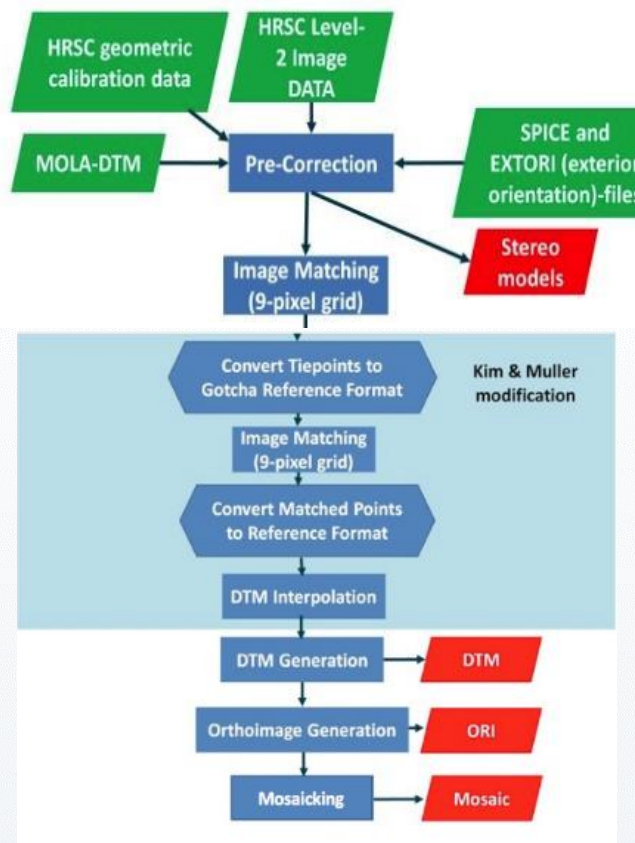 HRSC geometric
calibration data
HRSC Level-
2 Image
DATA
MOLA-DTM
Pre-Correction
SPICE and
EXTORI (exterior
orientation)-files
Stereo
models
Image Matching
(9-pixel grid)
Convert Tiepoints to
Gotcha Reference Format
Kim & Muller
modification
Image Matching
(9-pixel grid)
Convert Matched Points
to Reference Format
DTM Interpolation
DTM Generation
DTM
Orthoimage Generation
ORI
Mosaicking
Mosaic